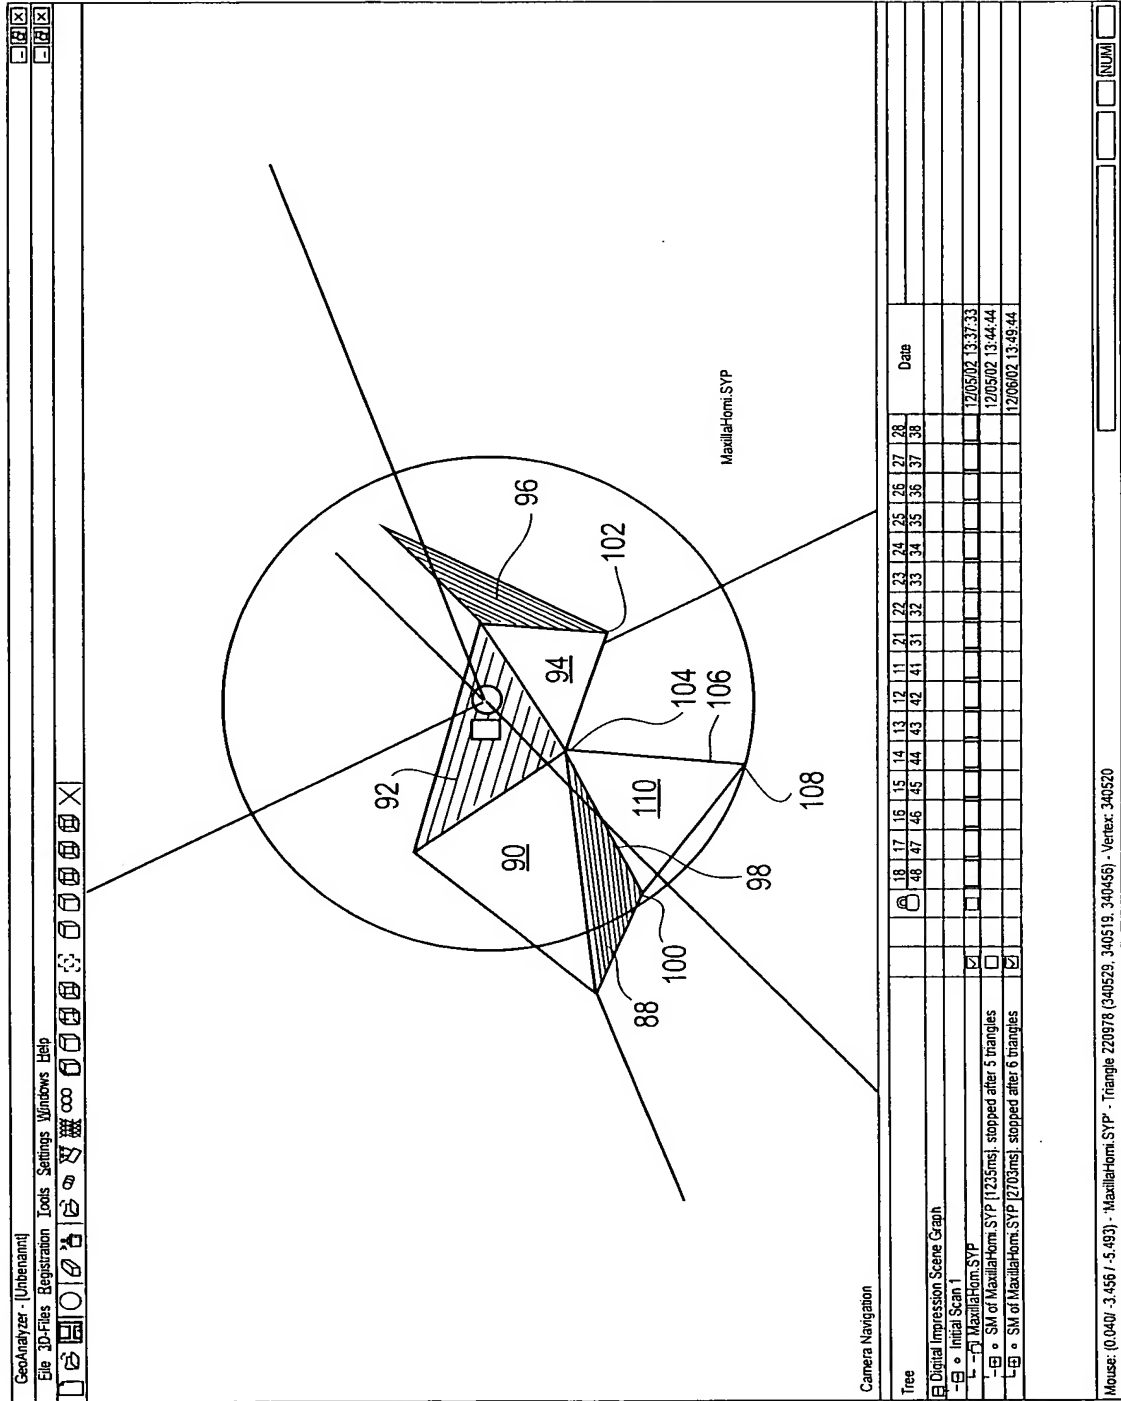 GeoAnalyzer - [Unbenannt]
File 3D-Files Registration Tools Settings Windows Help
92
90
88
100
98
110
108
106
104
94
102
96
MaxillaHomi.SYP
Camera Navigation
Tree
18 17 16 15 14 13 12 11 21 22 23 24 25 26 27 28
48 47 46 45 44 43 42 41 31 32 33 34 35 36 37 38
Date
Digital Impression Scene Graph
Initial Scan 1
MaxillaHom.SYP 12/05/02 13:37:33
SM of MaxillaHomi.SYP [1235ms]. stopped after 5 triangles 12/05/02 13:44:44
SM of MaxillaHomi.SYP [2703ms]. stopped after 6 triangles 12/06/02 13:49:44
Mouse: (0.040/ -3.456 / -5.493) - 'MaxillaHorni.SYP' - Triangle 220978 (340529, 340519, 340456) - Vertex: 340520
NUM